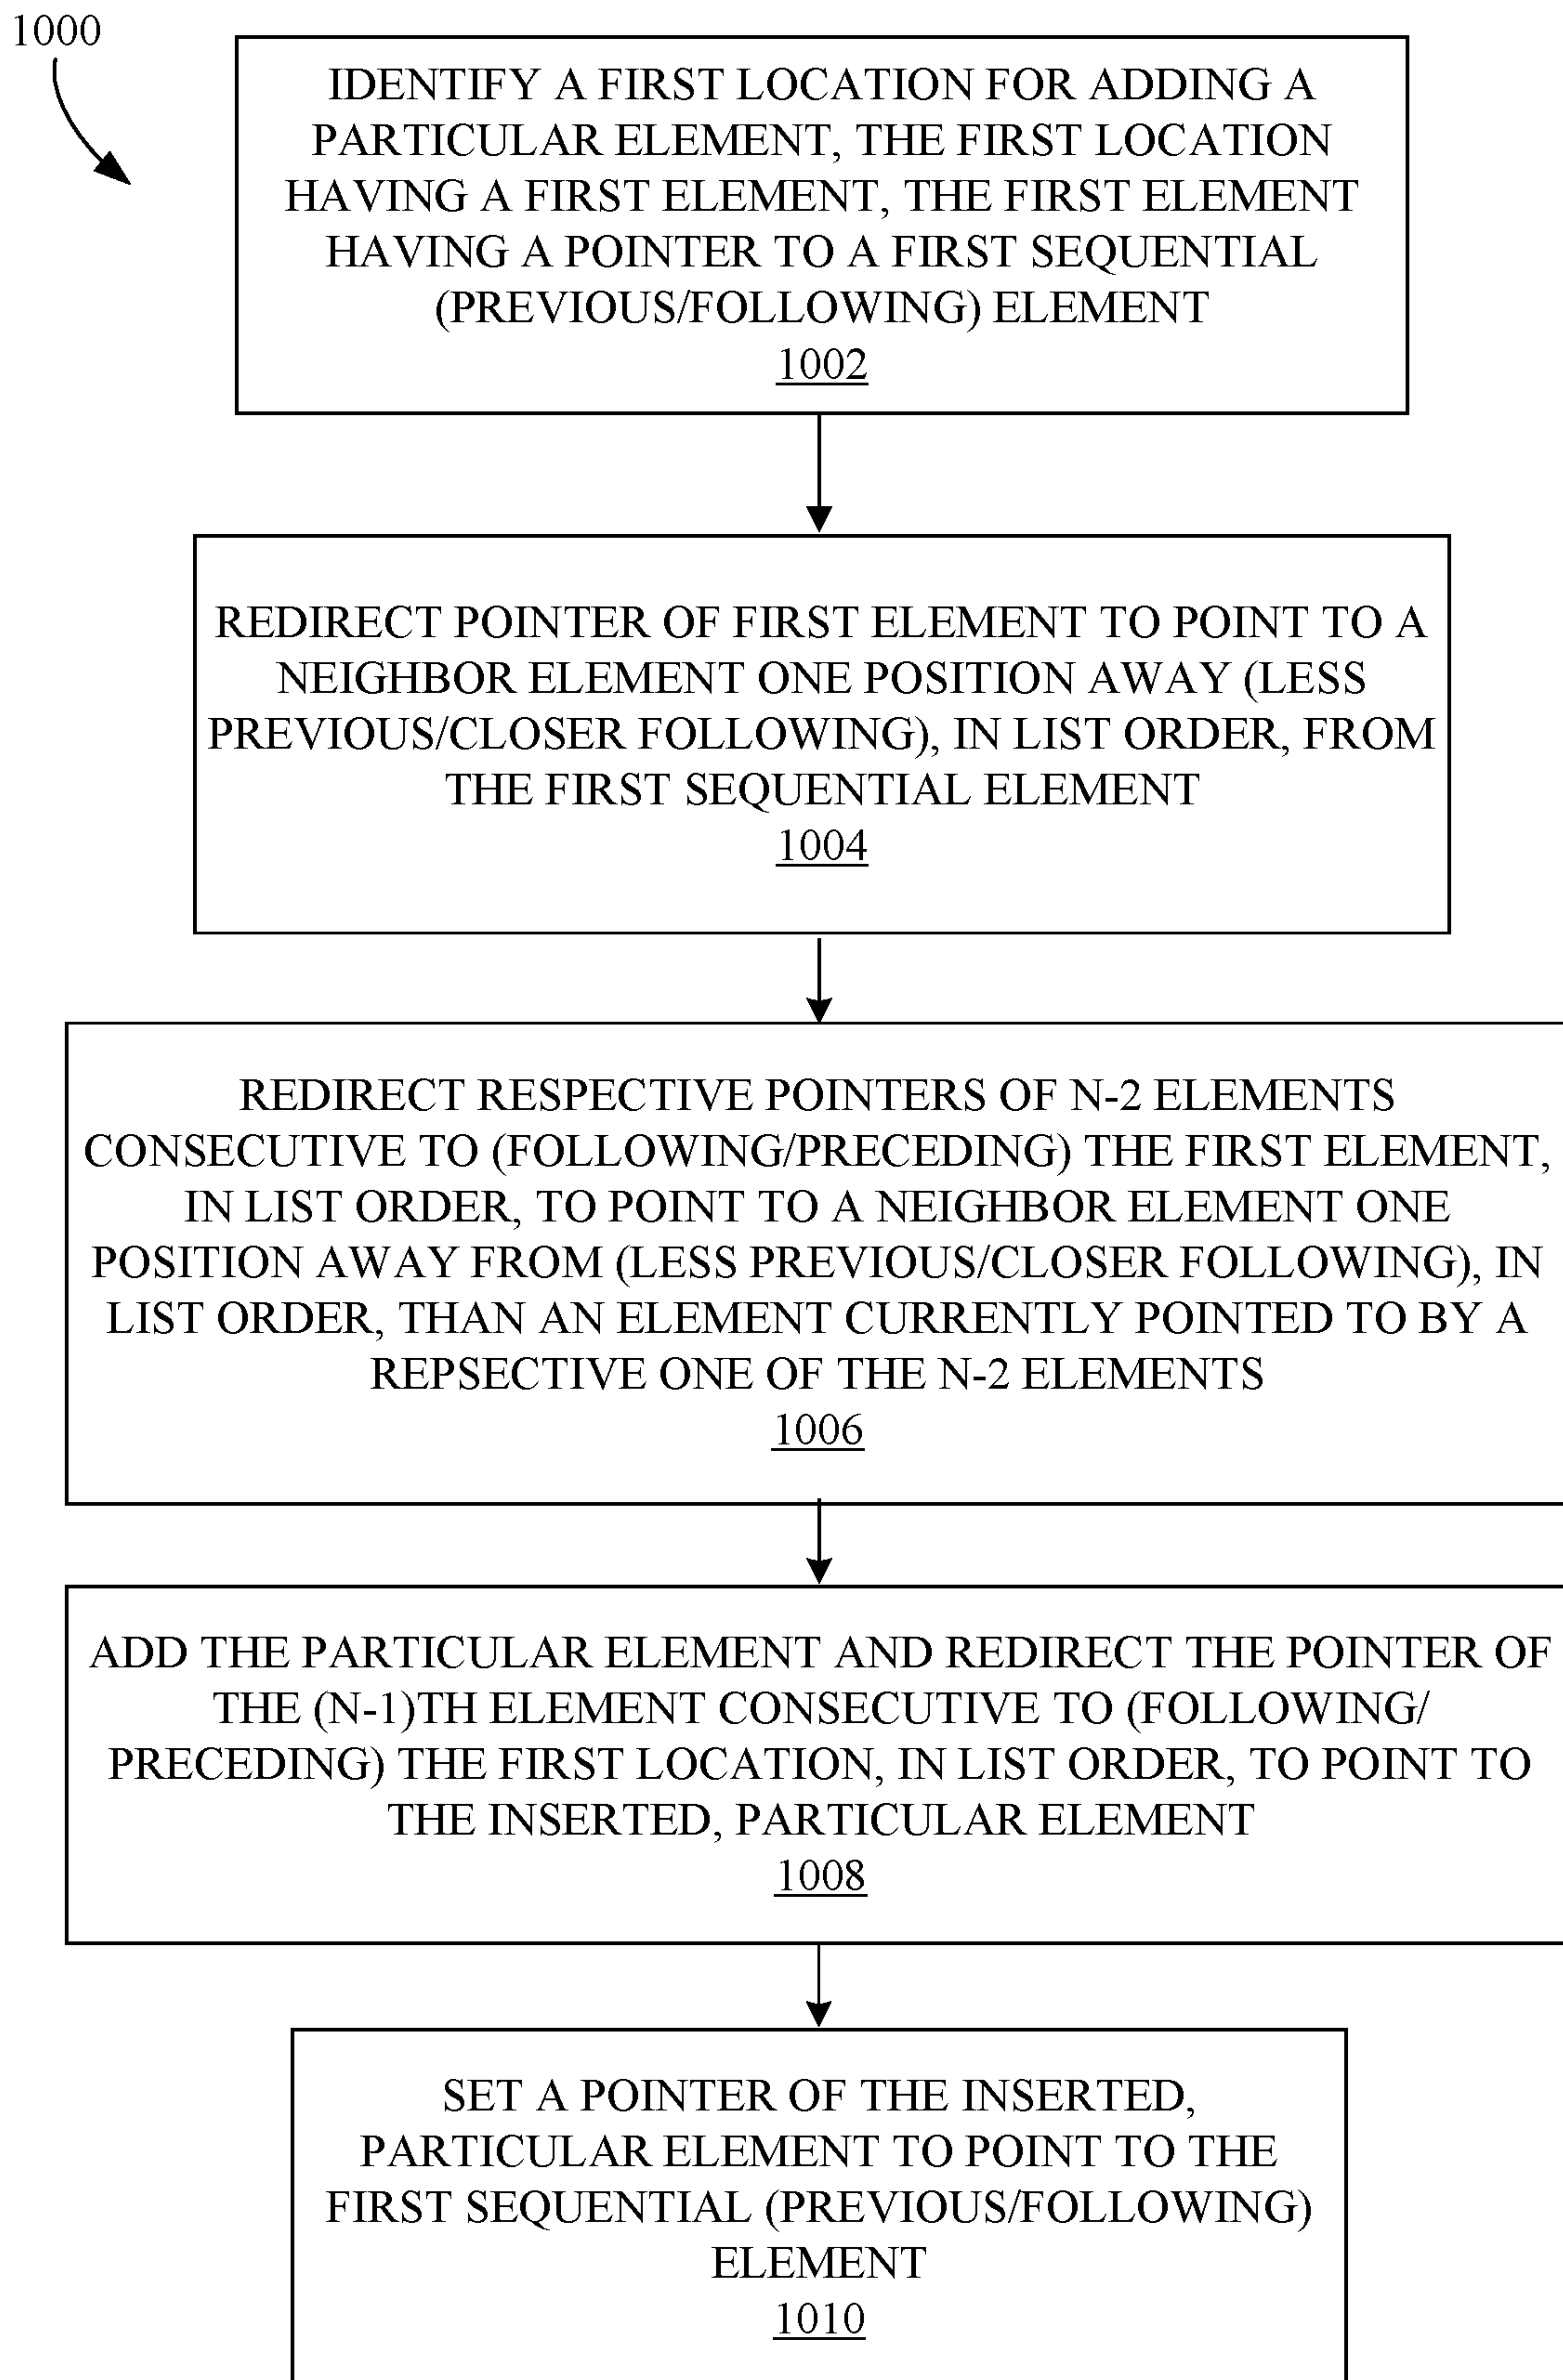 1000
IDENTIFY A FIRST LOCATION FOR ADDING A
PARTICULAR ELEMENT, THE FIRST LOCATION
HAVING A FIRST ELEMENT, THE FIRST ELEMENT
HAVING A POINTER TO A FIRST SEQUENTIAL
(PREVIOUS/FOLLOWING) ELEMENT
1002
REDIRECT POINTER OF FIRST ELEMENT TO POINT TO A
NEIGHBOR ELEMENT ONE POSITION AWAY (LESS
PREVIOUS/CLOSER FOLLOWING), IN LIST ORDER, FROM
THE FIRST SEQUENTIAL ELEMENT
1004
REDIRECT RESPECTIVE POINTERS OF N-2 ELEMENTS
CONSECUTIVE TO (FOLLOWING/PRECEDING) THE FIRST ELEMENT,
IN LIST ORDER, TO POINT TO A NEIGHBOR ELEMENT ONE
POSITION AWAY FROM (LESS PREVIOUS/CLOSER FOLLOWING), IN
LIST ORDER, THAN AN ELEMENT CURRENTLY POINTED TO BY A
REPSECTIVE ONE OF THE N-2 ELEMENTS
1006
ADD THE PARTICULAR ELEMENT AND REDIRECT THE POINTER OF
THE (N-1)TH ELEMENT CONSECUTIVE TO (FOLLOWING/
PRECEDING) THE FIRST LOCATION, IN LIST ORDER, TO POINT TO
THE INSERTED, PARTICULAR ELEMENT
1008
SET A POINTER OF THE INSERTED,
PARTICULAR ELEMENT TO POINT TO THE
FIRST SEQUENTIAL (PREVIOUS/FOLLOWING)
ELEMENT
1010